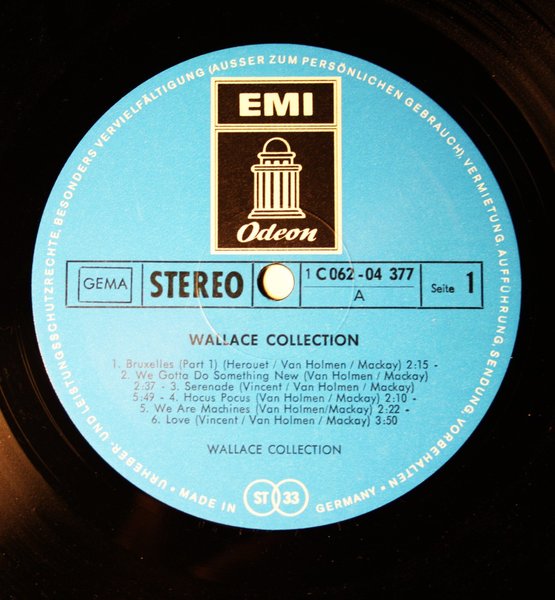 URHEBER- UND LEISTUNGSSCHUTZRECHTE, BESONDERS VERVIELFÄLTIGUNG (AUSSER ZUM PERSÖNLICHEN GEBRAUCH), VERMIETUNG, AUFFÜHRUNG, SENDUNG, VORBEHALTEN
EMI
Odeon
GEMA
STEREO
1 C 062-04 377
A
Seite 1
WALLACE COLLECTION
1. Bruxelles (Part 1) (Herouet / Van Holmen / Mackay) 2:15 -
2. We Gotta Do Something New (Van Holmen / Mackay)
2:37 - 3. Serenade (Vincent / Van Holmen / Mackay)
5:49 - 4. Hocus Pocus (Van Holmen / Mackay) 2:10 -
5. We Are Machines (Van Holmen/Mackay) 2:22 -
6. Love (Vincent / Van Holmen / Mackay) 3:50
WALLACE COLLECTION
• MADE IN ST 33 GERMANY •